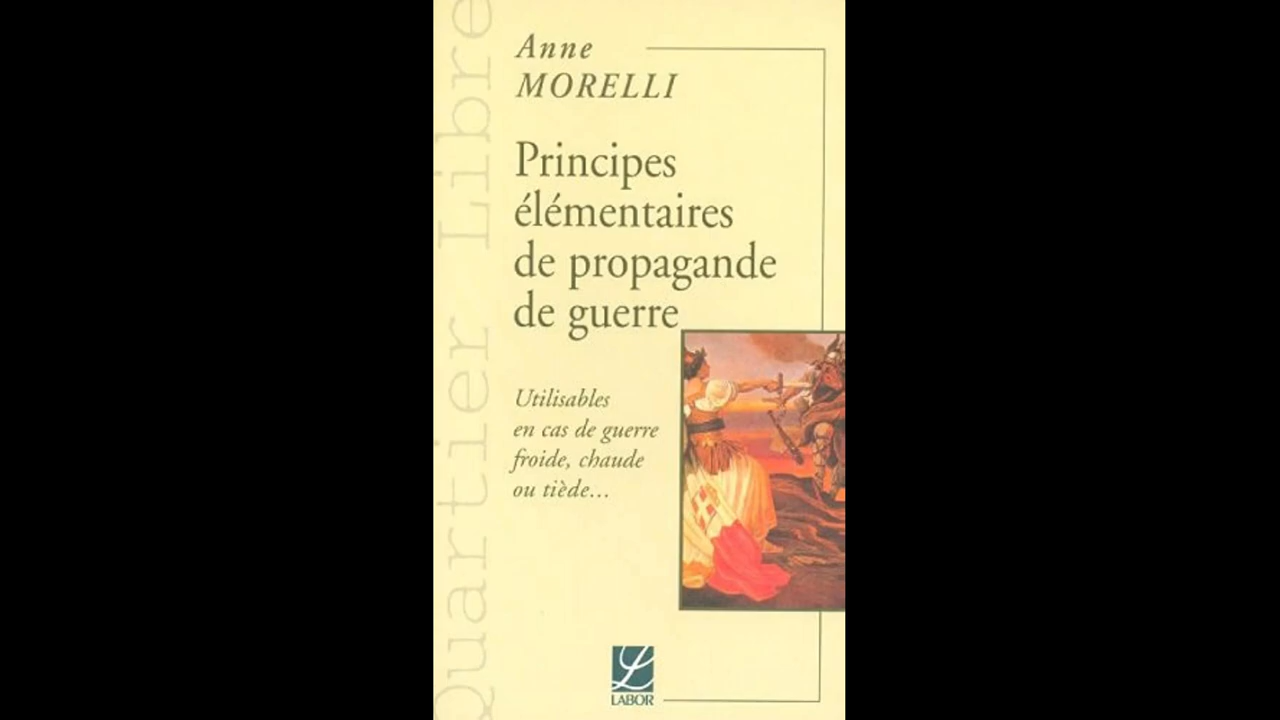 Quartier Libre
Anne
MORELLI
Principes
élémentaires
de propagande
de guerre
Utilisables
en cas de guerre
froide, chaude
ou tiède...
L
LABOR